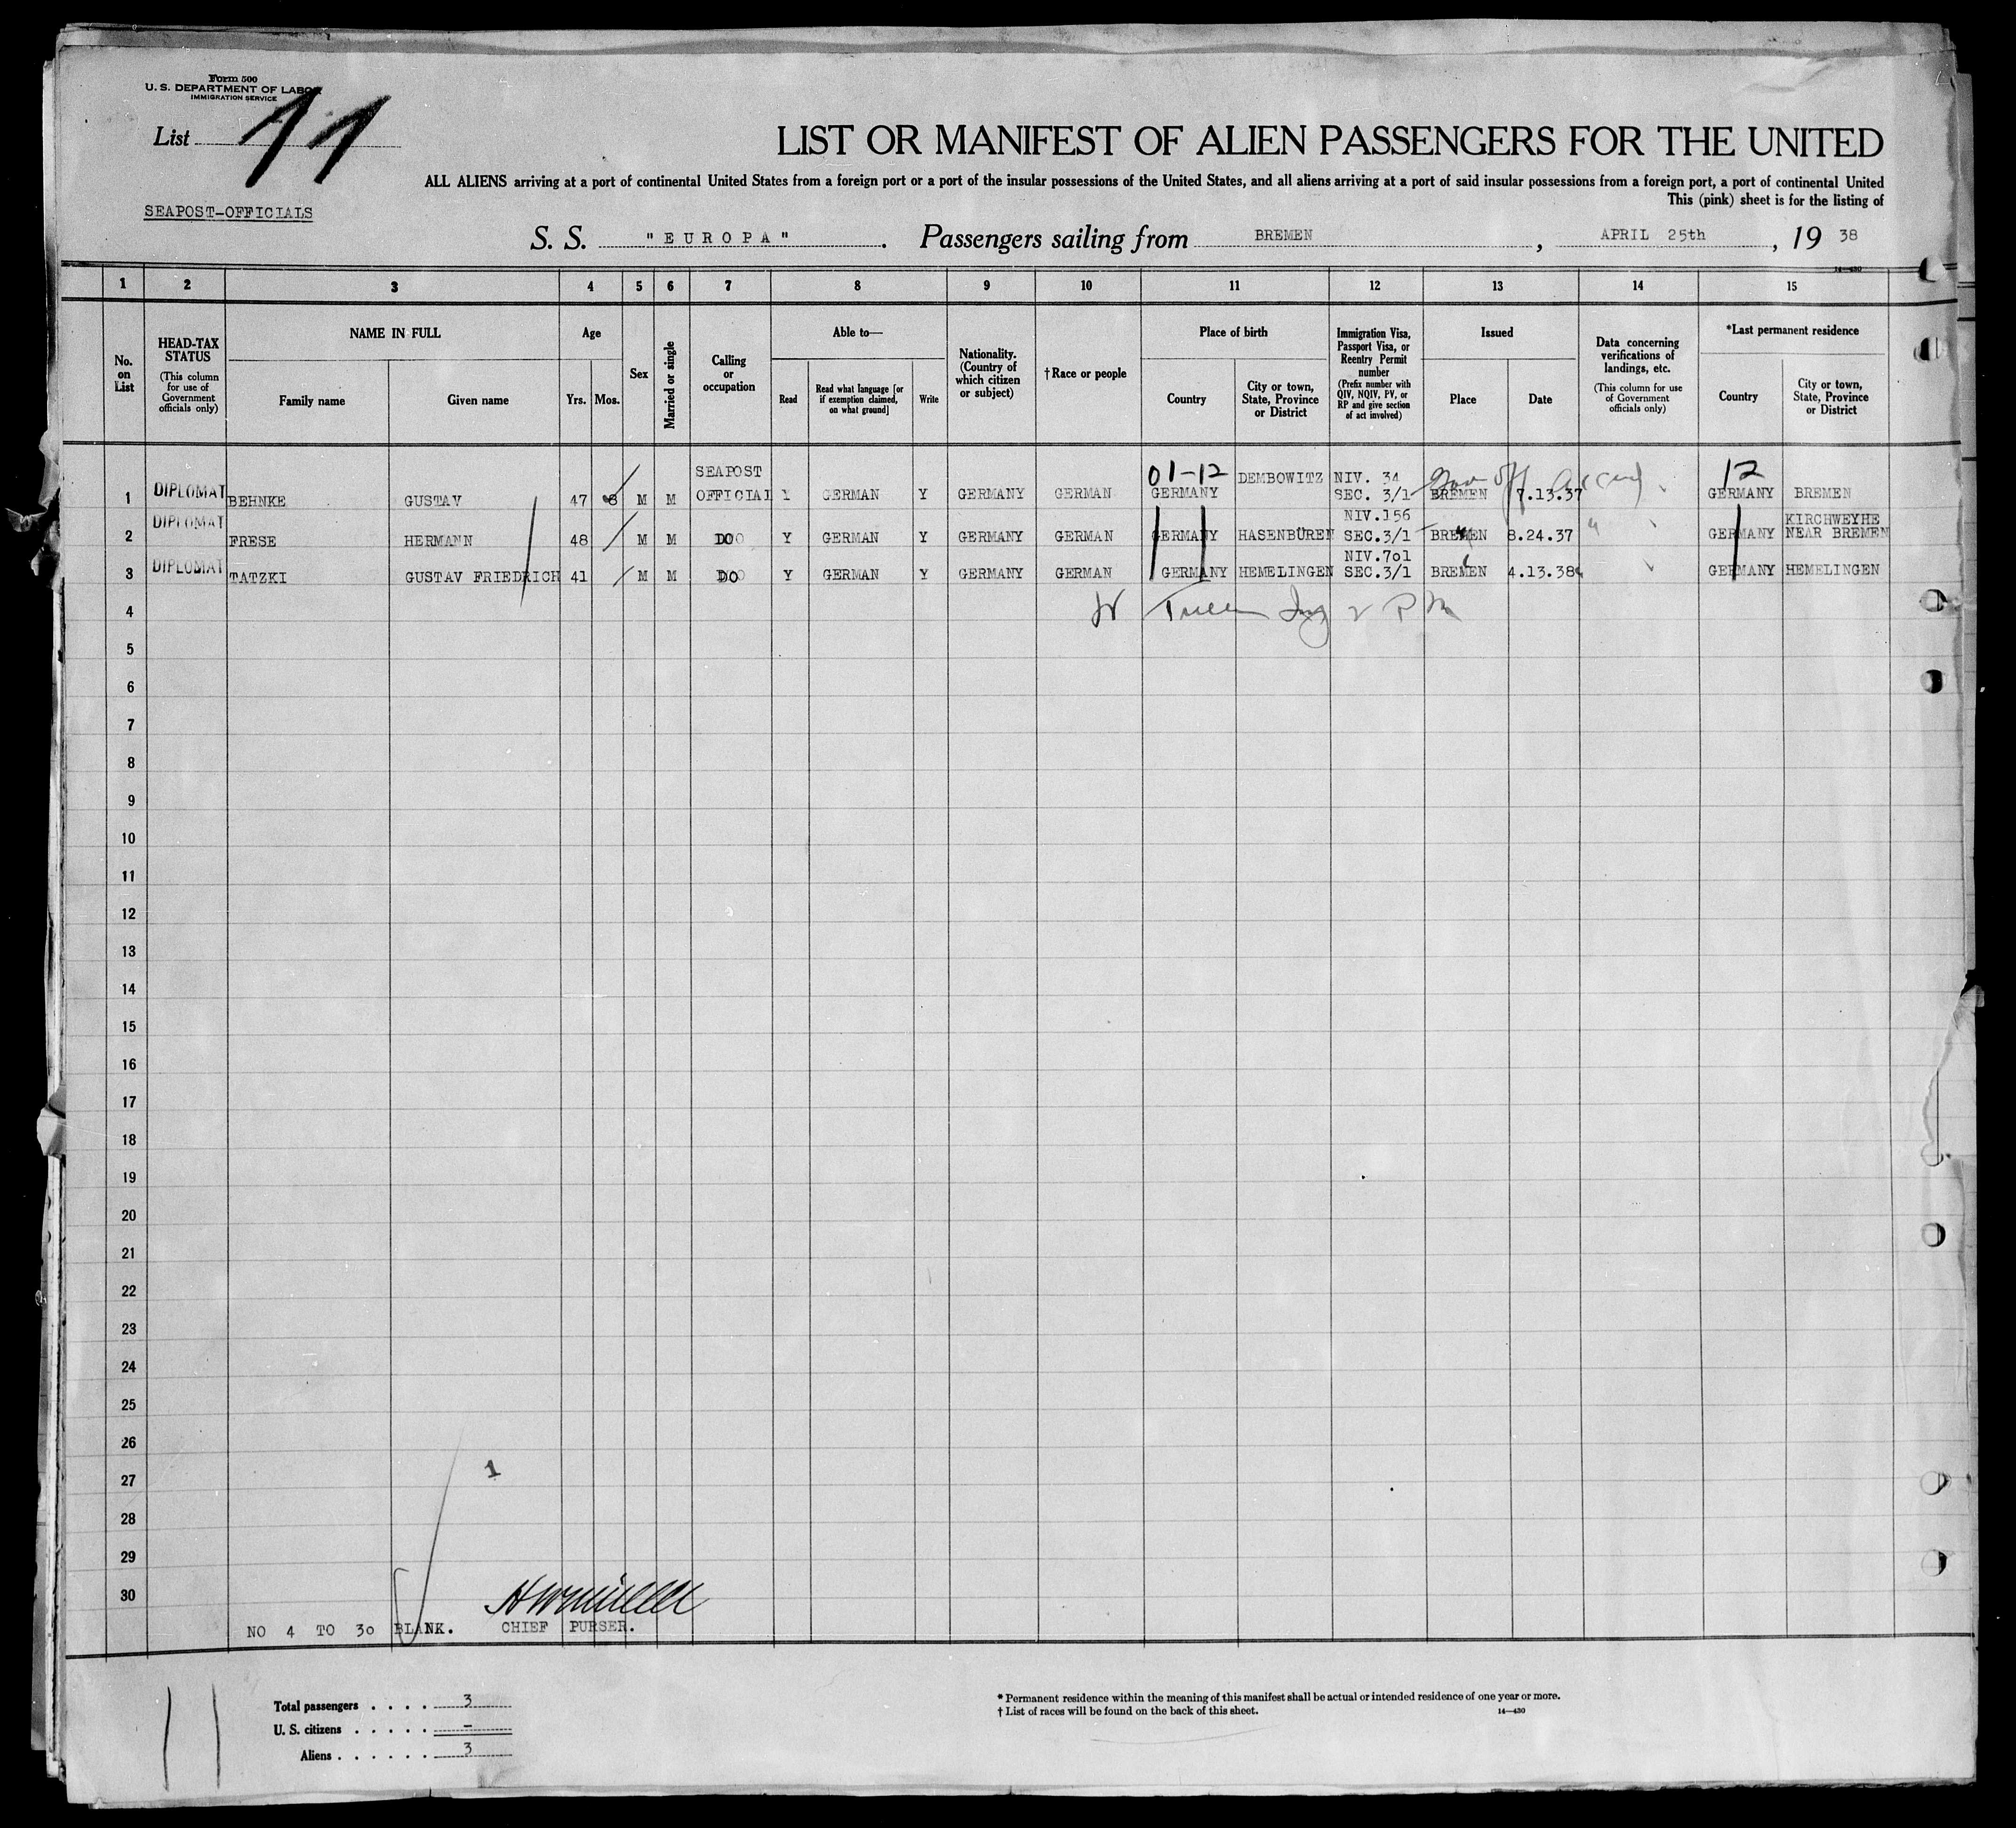 Form 500
U. S. DEPARTMENT OF LABOR
IMMIGRATION SERVICE
List 11
LIST OR MANIFEST OF ALIEN PASSENGERS FOR THE UNITED
ALL ALIENS arriving at a port of continental United States from a foreign port or a port of the insular possessions of the United States, and all aliens arriving at a port of said insular possessions from a foreign port, a port of continental United
This (pink) sheet is for the listing of
SEAPOST-OFFICIALS
S. S. "EUROPA". Passengers sailing from BREMEN, APRIL 25th, 19 38
14—430
1 2 3 4 5 6 7 8 9 10 11 12 13 14 15
No. on List
HEAD-TAX STATUS (This column for use of Government officials only)
NAME IN FULL
Family name
Given name
Age
Yrs. Mos.
Sex
Married or single
Calling or occupation
Able to—
Read
Read what language [or if exemption claimed, on what ground]
Write
Nationality. (Country of which citizen or subject)
† Race or people
Place of birth
Country
City or town, State, Province or District
Immigration Visa, Passport Visa, or Reentry Permit number (Prefix number with QIV, NQIV, PV, or RP and give section of act involved)
Issued
Place
Date
Data concerning verifications of landings, etc. (This column for use of Government officials only)
*Last permanent residence
Country
City or town, State, Province or District
1 DIPLOMAT BEHNKE GUSTAV 47 8 M M SEAPOST OFFICIAL Y GERMAN Y GERMANY GERMAN 01-12 GERMANY DEMBOWITZ NIV. 34 SEC. 3/1 BREMEN 7.13.37 12 GERMANY BREMEN
2 DIPLOMAT FRESE HERMANN 48 M M DO Y GERMAN Y GERMANY GERMAN GERMANY HASENBÜREN NIV.156 SEC.3/1 BREMEN 8.24.37 " GERMANY KIRCHWEYHE NEAR BREMEN
3 DIPLOMAT TATZKI GUSTAV FRIEDRICH 41 M M DO Y GERMAN Y GERMANY GERMAN GERMANY HEMELINGEN NIV.701 SEC.3/1 BREMEN 4.13.38 GERMANY HEMELINGEN
4
5
6
7
8
9
10
11
12
13
14
15
16
17
18
19
20
21
22
23
24
25
26
27
1
28
29
30
NO 4 TO 30 BLANK. CHIEF PURSER.
Total passengers . . . . 3
U. S. citizens . . . . . —
Aliens . . . . . . 3
* Permanent residence within the meaning of this manifest shall be actual or intended residence of one year or more.
† List of races will be found on the back of this sheet.
14—430